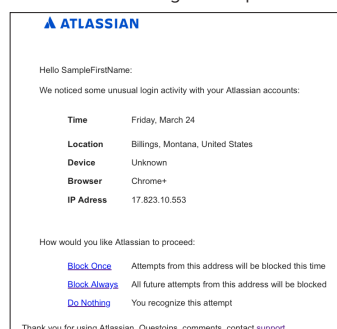 ATLASSIAN
Hello SampleFirstName:
We noticed some unusual login activity with your Atlassian accounts:
Time Friday, March 24
Location Billings, Montana, United States
Device Unknown
Browser Chrome+
IP Adress 17.823.10.553
How would you like Atlassian to proceed:
Block Once Attempts from this address will be blocked this time
Block Always All future attempts from this address will be blocked
Do Nothing You recognize this attempt
Thank you for using Atlassian. Questoins, comments, contact support